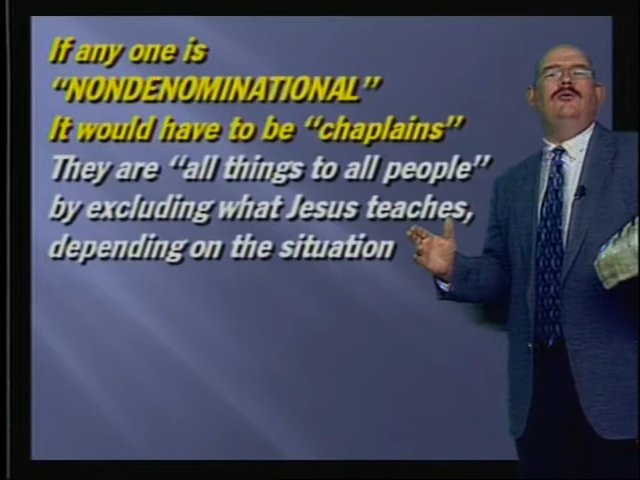 If any one is
“NONDENOMINATIONAL”
It would have to be “chaplains”
They are “all things to all people”
by excluding what Jesus teaches,
depending on the situation